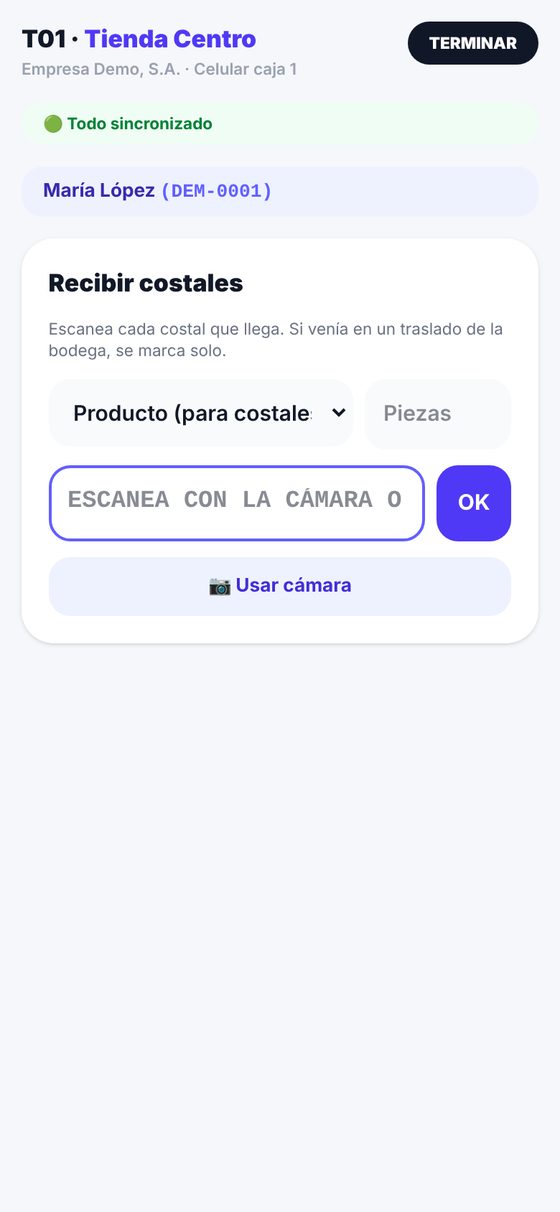 T01 · Tienda Centro
TERMINAR
Empresa Demo, S.A. · Celular caja 1
Todo sincronizado
María López (DEM-0001)
Recibir costales
Escanea cada costal que llega. Si venía en un traslado de la
bodega, se marca solo.
Producto (para costales
Piezas
ESCANEA CON LA CÁMARA O
OK
Usar cámara